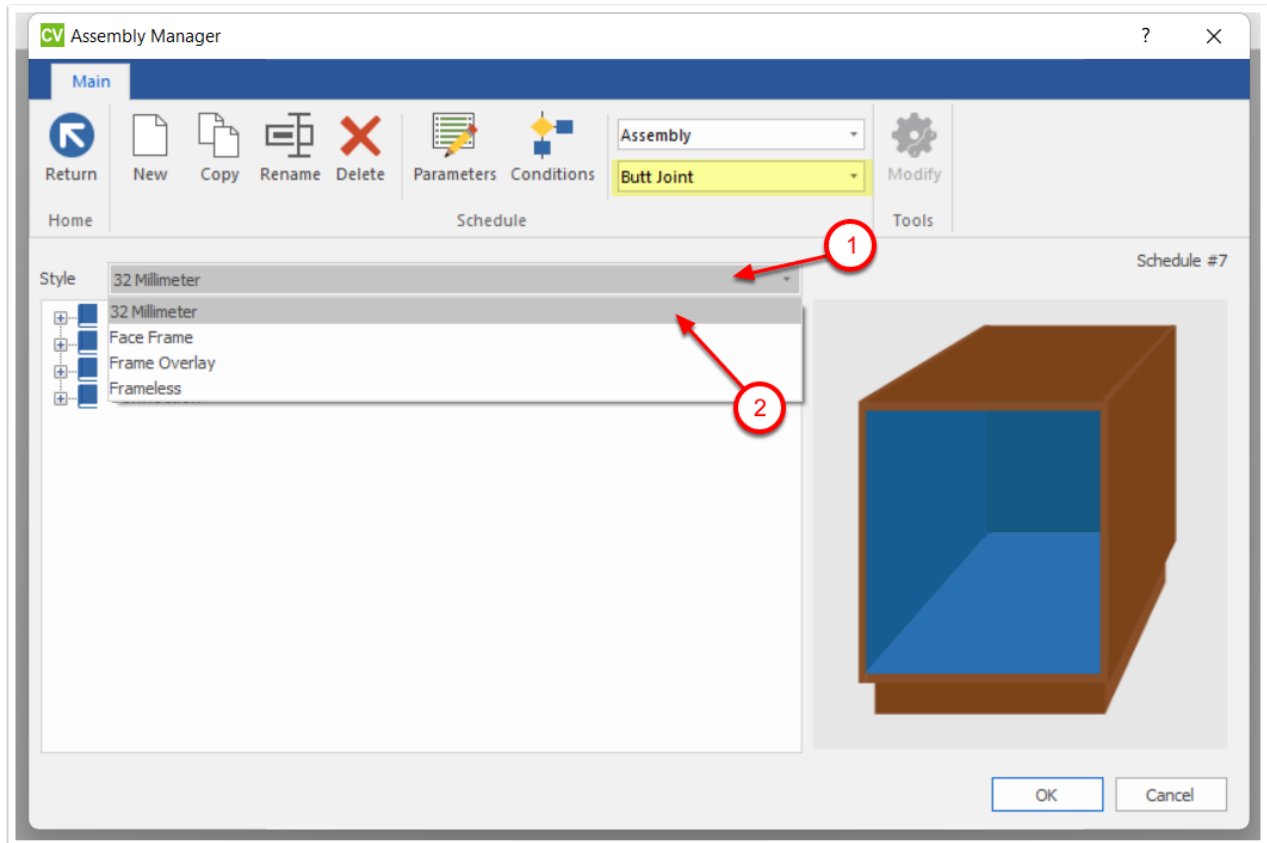 CV Assembly Manager ?
Main
Assembly
Butt Joint
Return New Copy Rename Delete Parameters Conditions Modify
Home Schedule Tools
1
Schedule #7
Style 32 Millimeter
32 Millimeter
Face Frame
Frame Overlay
Frameless
2
OK Cancel